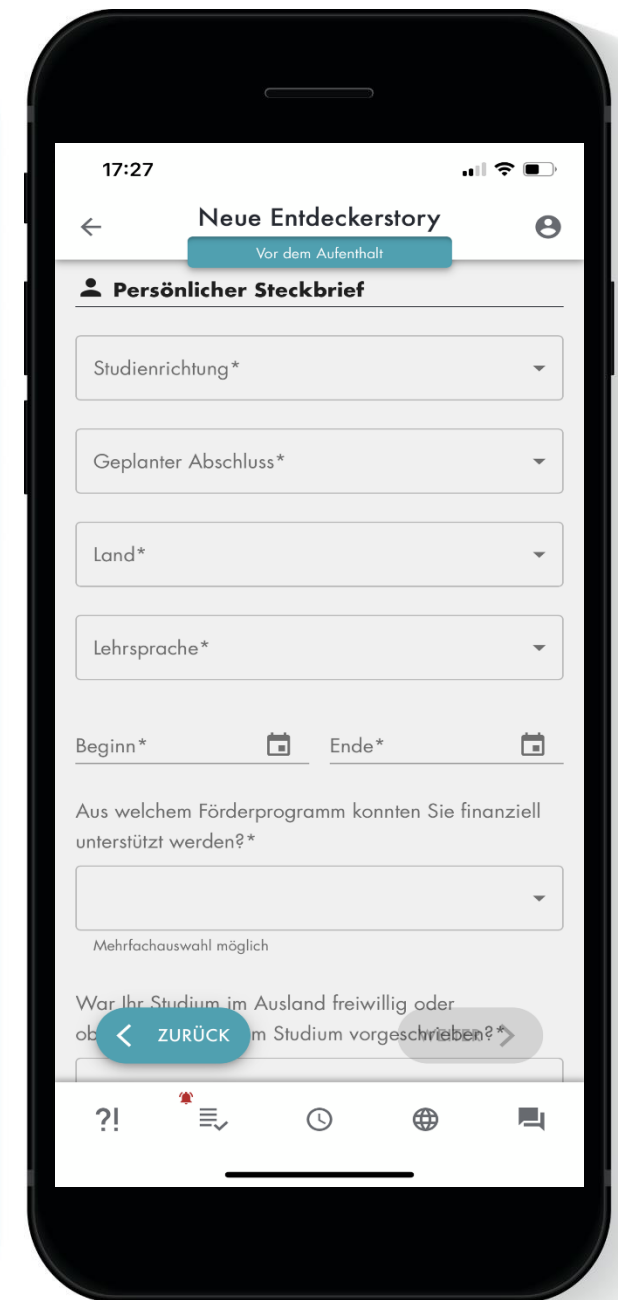 17:27
Neue Entdeckerstory
Vor dem Aufenthalt
Persönlicher Steckbrief
Studienrichtung*
Geplanter Abschluss*
Land*
Lehrsprache*
Beginn* Ende*
Aus welchem Förderprogramm konnten Sie finanziell
unterstützt werden?*
Mehrfachauswahl möglich
War Ihr Studium im Ausland freiwillig oder
ZURÜCK m Studium vorgeschrieben?*
?!